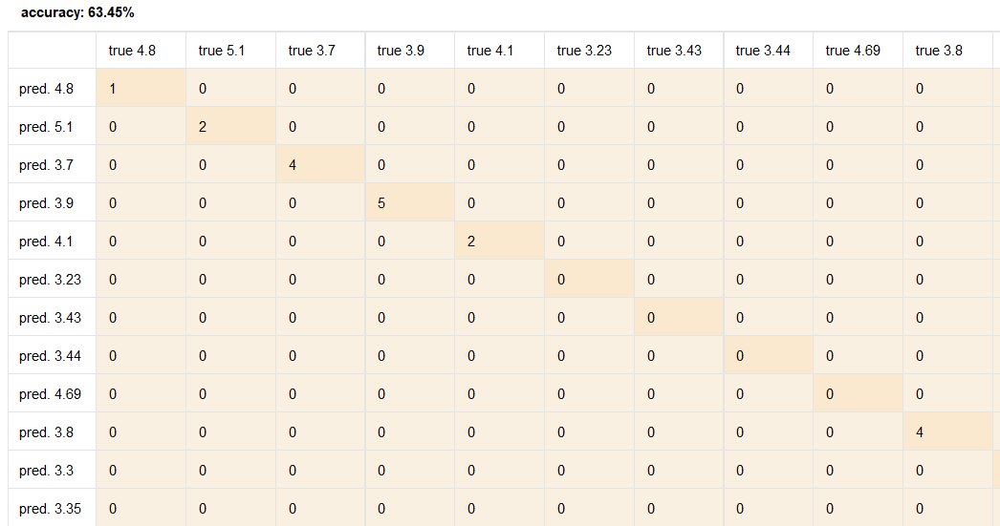 accuracy: 63.45%
true 4.8 true 5.1 true 3.7 true 3.9 true 4.1 true 3.23 true 3.43 true 3.44 true 4.69 true 3.8
pred. 4.8 1 0 0 0 0 0 0 0 0 0
pred. 5.1 0 2 0 0 0 0 0 0 0 0
pred. 3.7 0 0 4 0 0 0 0 0 0 0
pred. 3.9 0 0 0 5 0 0 0 0 0 0
pred. 4.1 0 0 0 0 2 0 0 0 0 0
pred. 3.23 0 0 0 0 0 0 0 0 0 0
pred. 3.43 0 0 0 0 0 0 0 0 0 0
pred. 3.44 0 0 0 0 0 0 0 0 0 0
pred. 4.69 0 0 0 0 0 0 0 0 0 0
pred. 3.8 0 0 0 0 0 0 0 0 0 4
pred. 3.3 0 0 0 0 0 0 0 0 0 0
pred. 3.35 0 0 0 0 0 0 0 0 0 0